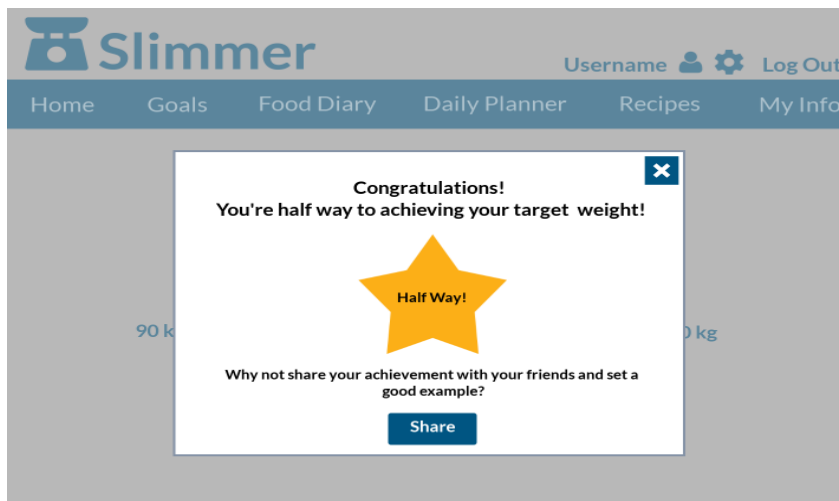 Slimmer
Username Log Out
Home Goals Food Diary Daily Planner Recipes My Info
Congratulations!
You're half way to achieving your target weight!
Half Way!
90 k
kg
Why not share your achievement with your friends and set a
good example?
Share